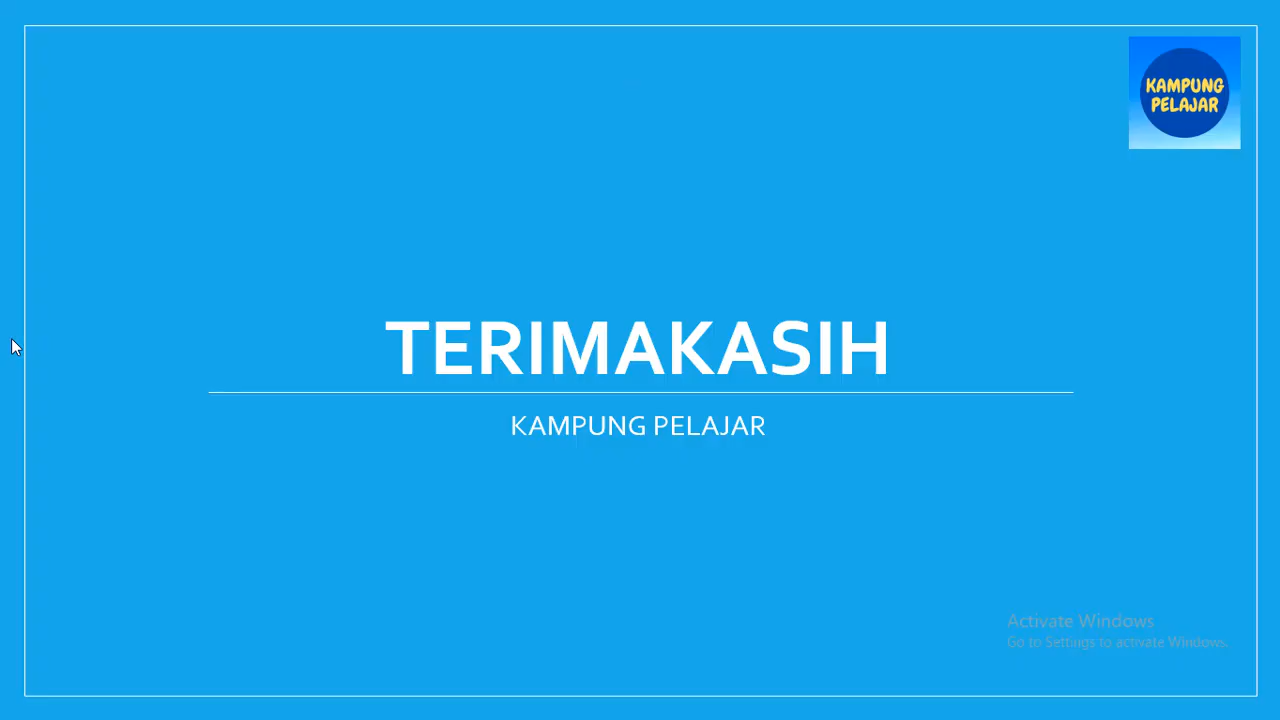 KAMPUNG
PELAJAR
TERIMAKASIH
KAMPUNG PELAJAR
Activate Windows
Go to Settings to activate Windows.